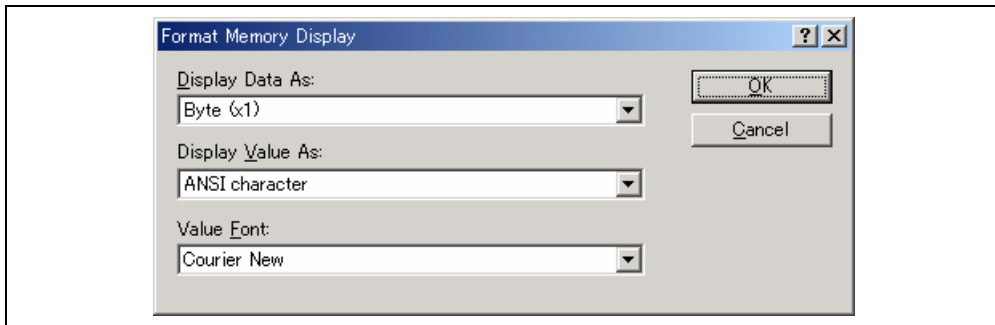 Format Memory Display
Display Data As:
OK
Byte (x1)
Cancel
Display Value As:
ANSI character
Value Font:
Courier New